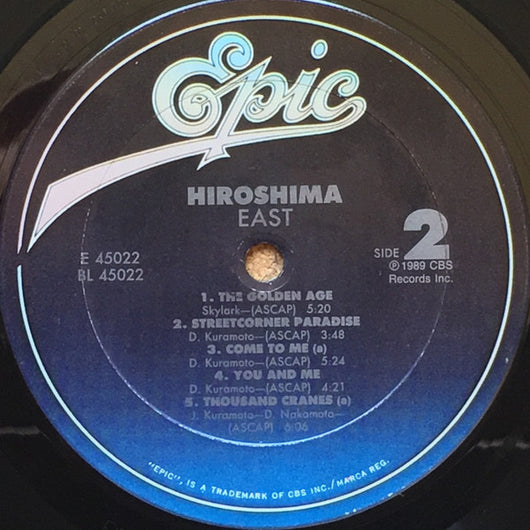 Epic
HIROSHIMA
EAST
E 45022
BL 45022
SIDE 2
℗ 1989 CBS
Records Inc.
1. THE GOLDEN AGE
Skylark—(ASCAP) 5:20
2. STREETCORNER PARADISE
D. Kuramoto—(ASCAP) 3:48
3. COME TO ME (a)
D. Kuramoto—(ASCAP) 5:24
4. YOU AND ME
D. Kuramoto—(ASCAP) 4:21
5. THOUSAND CRANES (a)
J. Kuramoto—D. Nakamoto—
(ASCAP) 6:06
"EPIC", IS A TRADEMARK OF CBS INC./MARCA REG.